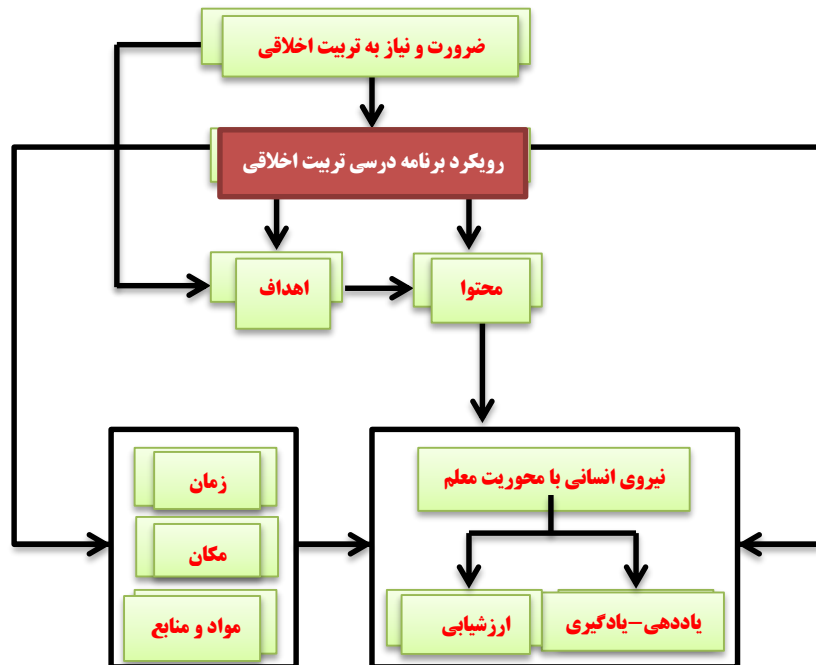 ضرورت و نیاز به تربیت اخلاقی
رویکرد برنامه درسی تربیت اخلاقی
محتوا
اهداف
نیروی انسانی با محوریت معلم
یاددهی-یادگیری
ارزشیابی
زمان
مکان
مواد و منابع